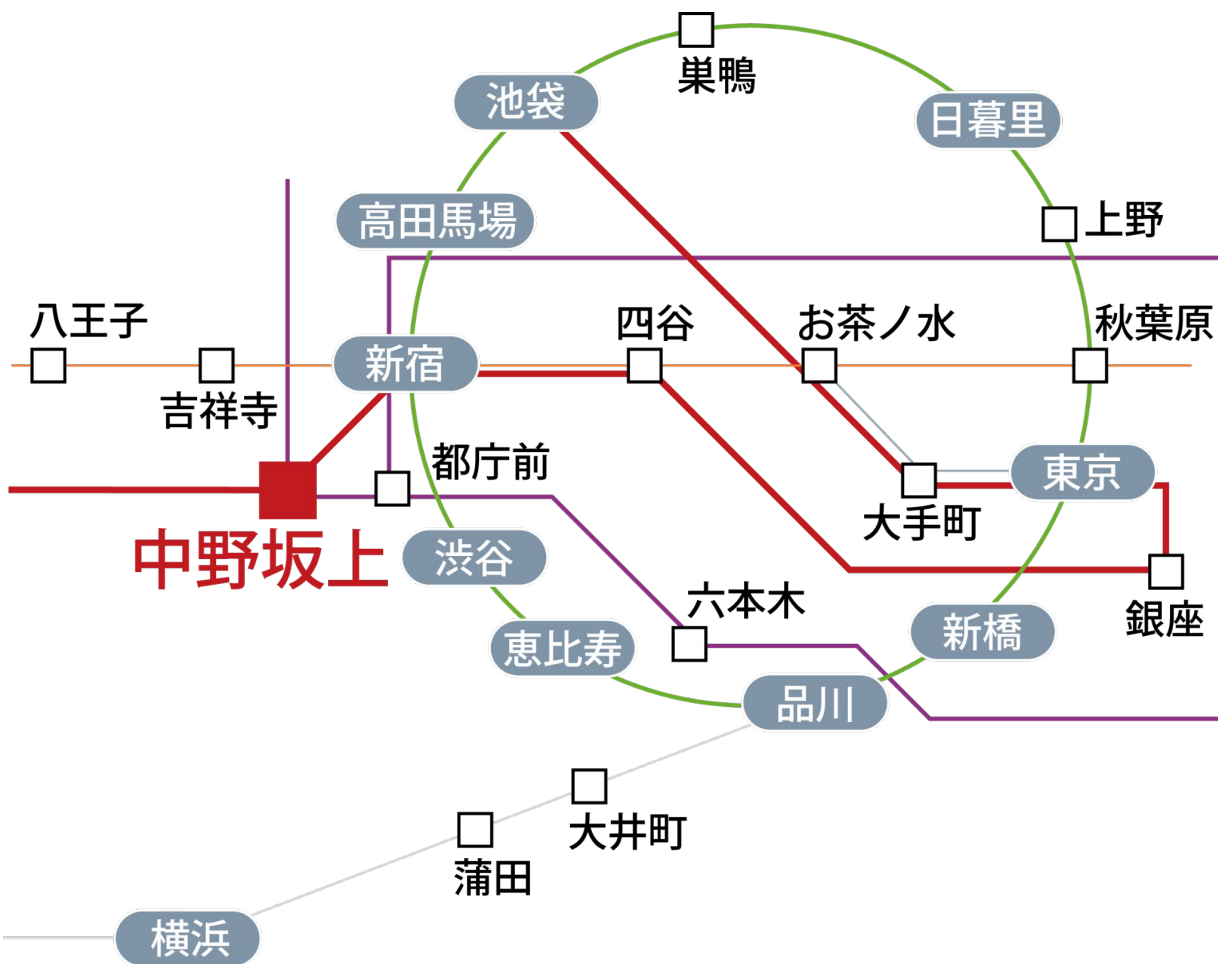 巣鴨
池袋
日暮里
高田馬場
上野
八王子
四谷
お茶ノ水
秋葉原
新宿
吉祥寺
都庁前
東京
大手町
中野坂上
渋谷
六本木
銀座
新橋
恵比寿
品川
大井町
蒲田
横浜